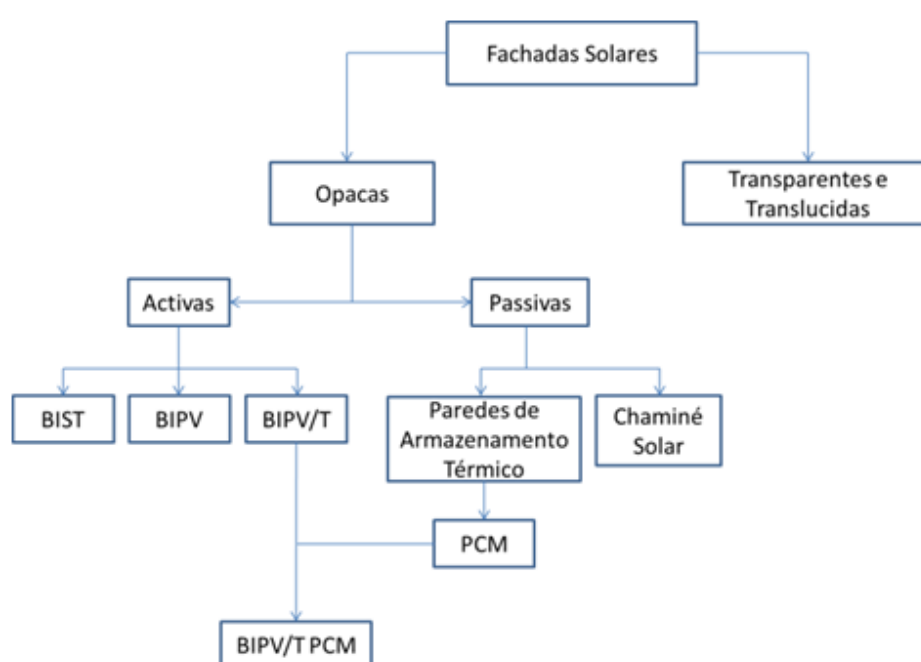 Fachadas Solares
Opacas
Transparentes e
Translucidas
Activas
Passivas
BIST
BIPV
BIPV/T
Paredes de
Armazenamento
Térmico
Chaminé
Solar
PCM
BIPV/T PCM